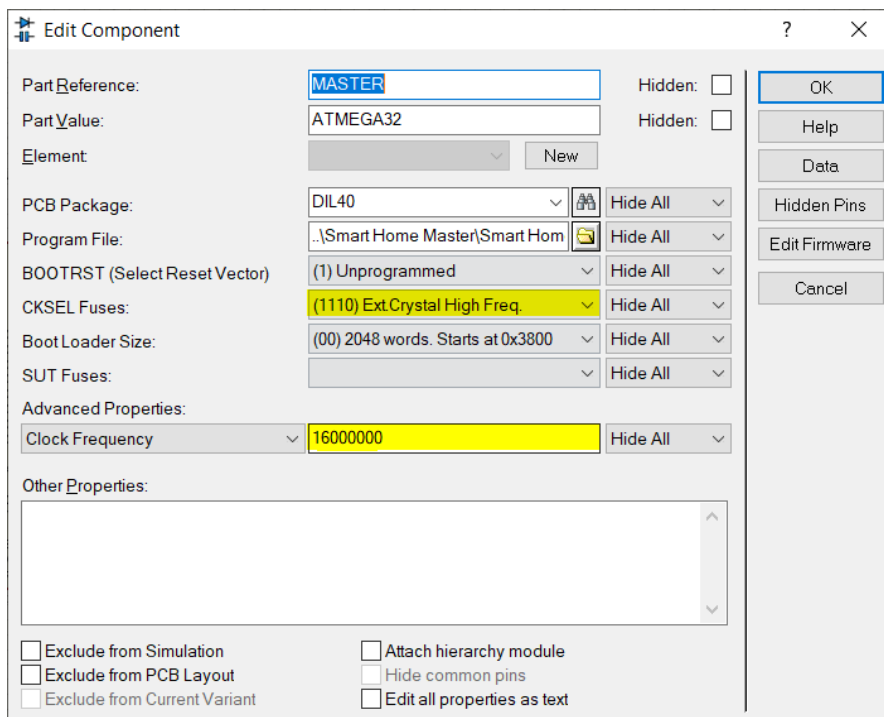 Edit Component
Part Reference: MASTER Hidden: OK
Part Value: ATMEGA32 Hidden: Help
Element: New Data
PCB Package: DIL40 Hide All Hidden Pins
Program File: ..\Smart Home Master\Smart Hom Hide All Edit Firmware
BOOTRST (Select Reset Vector) (1) Unprogrammed Hide All
CKSEL Fuses: (1110) Ext.Crystal High Freq. Hide All Cancel
Boot Loader Size: (00) 2048 words. Starts at 0x3800 Hide All
SUT Fuses: Hide All
Advanced Properties:
Clock Frequency 16000000 Hide All
Other Properties:
Exclude from Simulation Attach hierarchy module
Exclude from PCB Layout Hide common pins
Exclude from Current Variant Edit all properties as text